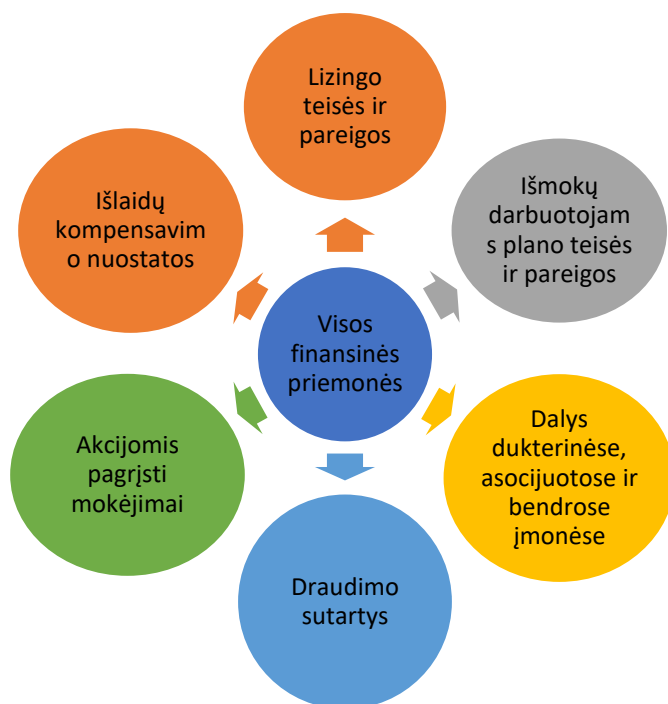 Lizingo
teisės ir
pareigos
Išmokų
darbuotojam
s plano teisės
ir pareigos
Dalys
dukterinėse,
asocijuotose ir
bendrose
įmonėse
Draudimo
sutartys
Akcijomis
pagrįsti
mokėjimai
Išlaidų
kompensavim
o nuostatos
Visos
finansinės
priemonės